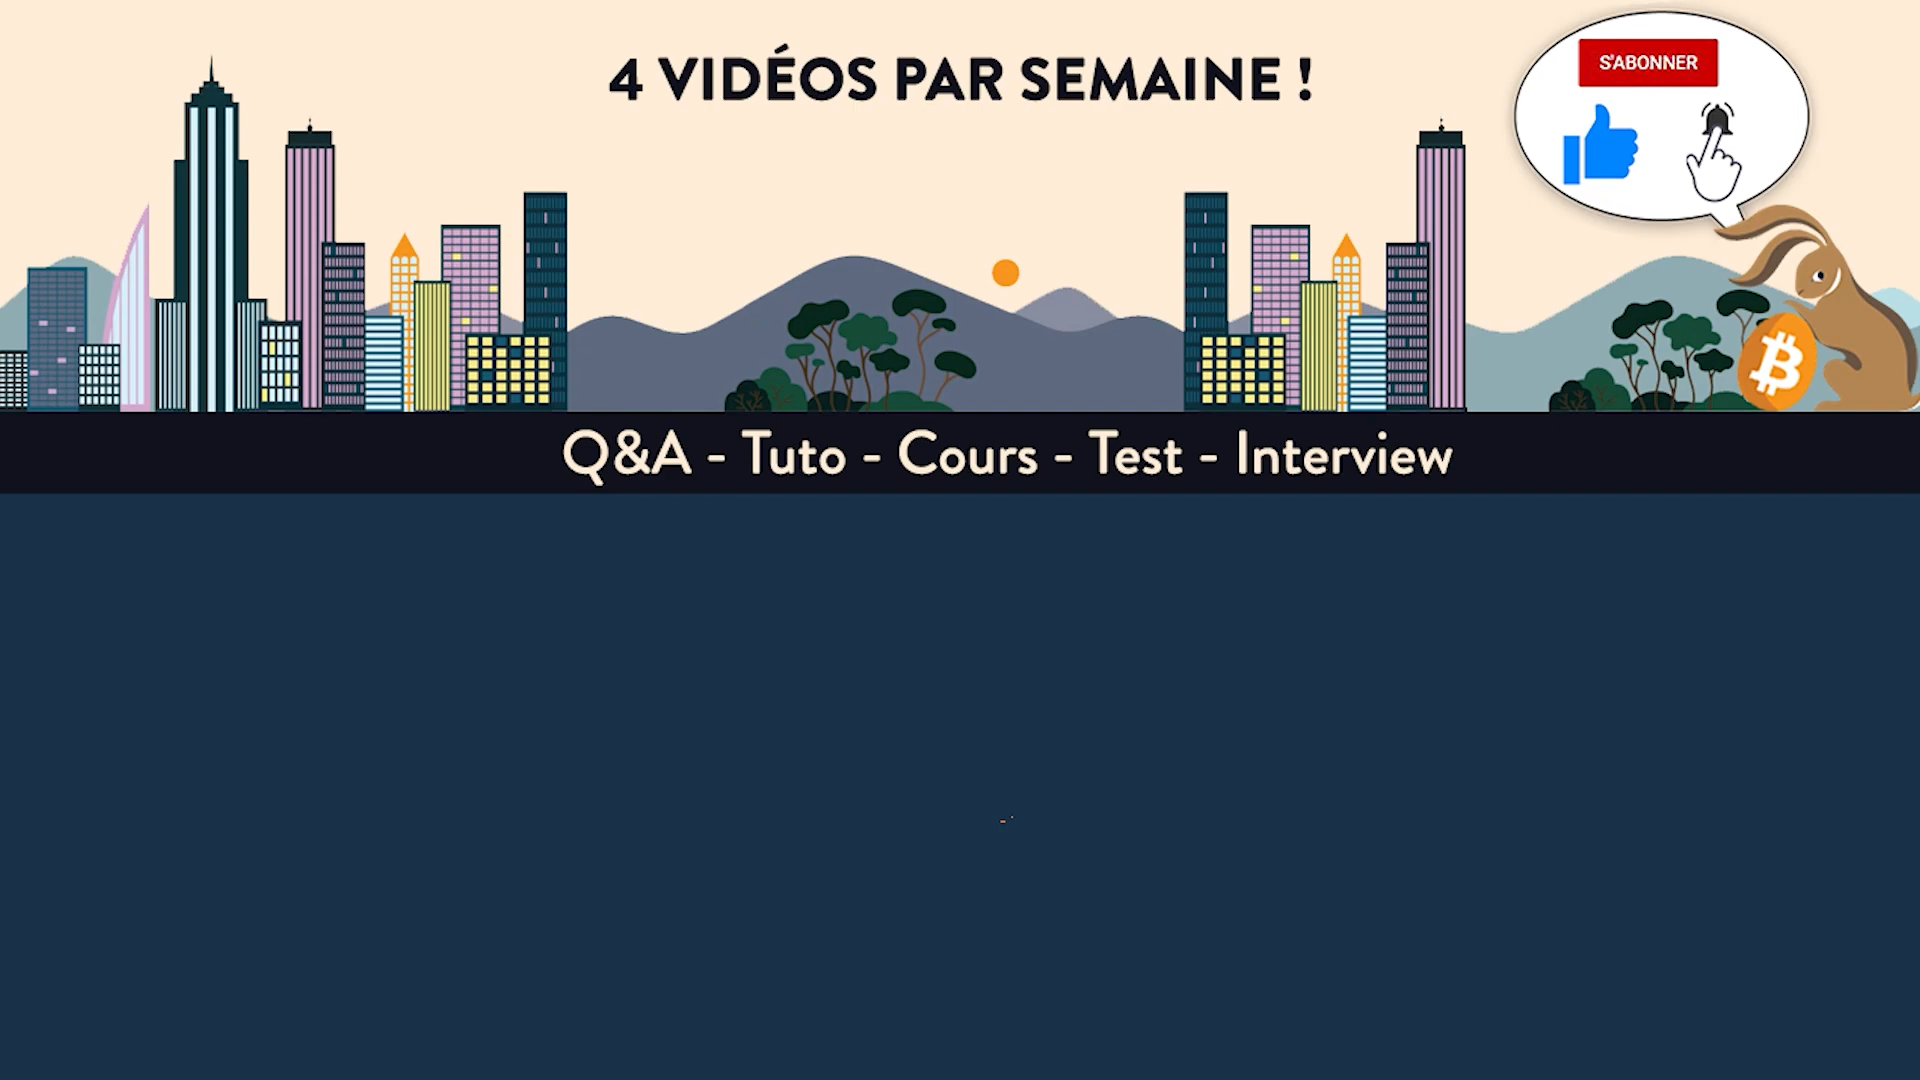 4 VIDÉOS PAR SEMAINE !
S'ABONNER
Q&A - Tuto - Cours - Test - Interview